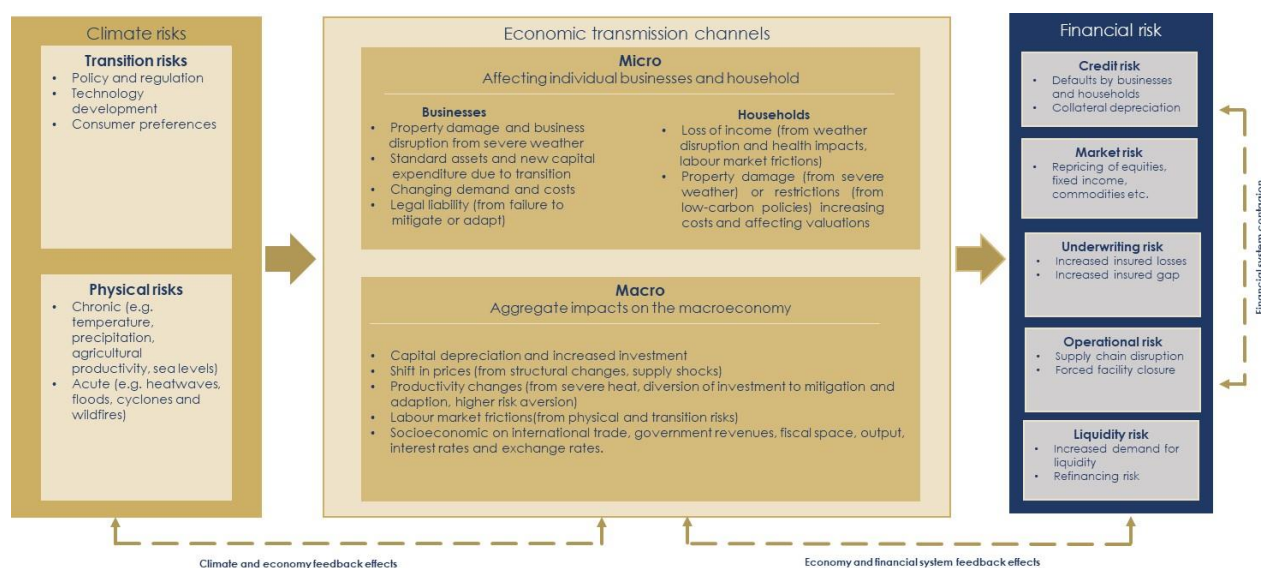 Climate risks
Transition risks
• Policy and regulation
• Technology
development
• Consumer preferences
Physical risks
• Chronic (e.g.
temperature,
precipitation,
agricultural
productivity, sea levels)
• Acute (e.g. heatwaves,
floods, cyclones and
wildfires)
Economic transmission channels
Micro
Affecting individual businesses and household
Businesses
• Property damage and business
disruption from severe weather
• Standard assets and new capital
expenditure due to transition
• Changing demand and costs
• Legal liability (from failure to
mitigate or adapt)
Households
• Loss of income (from weather
disruption and health impacts,
labour market frictions)
• Property damage (from severe
weather) or restrictions (from
low-carbon policies) increasing
costs and affecting valuations
Macro
Aggregate impacts on the macroeconomy
• Capital depreciation and increased investment
• Shift in prices (from structural changes, supply shocks)
• Productivity changes (from severe heat, diversion of investment to mitigation and
adaption, higher risk aversion)
• Labour market frictions(from physical and transition risks)
• Socioeconomic on international trade, government revenues, fiscal space, output,
interest rates and exchange rates.
Financial risk
Credit risk
• Defaults by businesses
and households
• Collateral depreciation
Market risk
• Repricing of equities,
fixed income,
commodities etc.
Underwriting risk
• Increased insured losses
• Increased insured gap
Operational risk
• Supply chain disruption
• Forced facility closure
Liquidity risk
• Increased demand for
liquidity
• Refinancing risk
Financial system contagion
Climate and economy feedback effects
Economy and financial system feedback effects